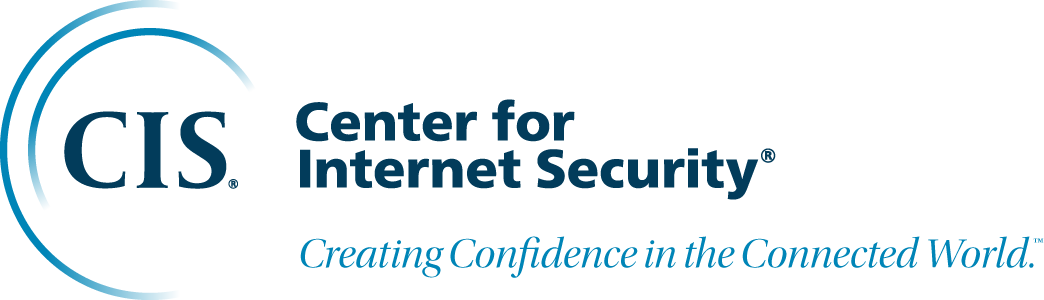 CIS®
Center for
Internet Security®
Creating Confidence in the Connected World.™